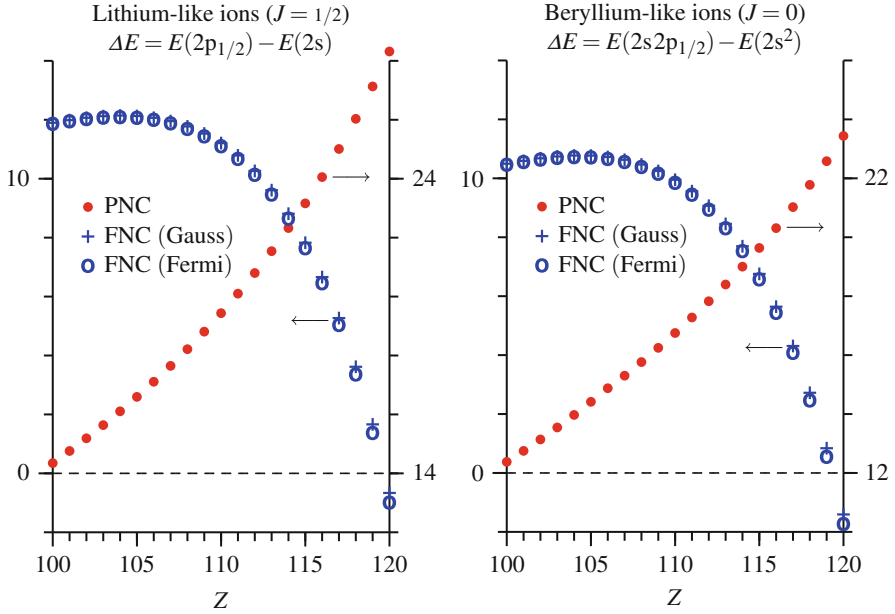 Lithium-like ions (J = 1/2)
ΔE = E(2p₁/₂) − E(2s)
10
0
24
14
PNC
FNC (Gauss)
FNC (Fermi)
100
105
110
115
120
Z
Beryllium-like ions (J = 0)
ΔE = E(2s2p₁/₂) − E(2s²)
10
0
22
12
PNC
FNC (Gauss)
FNC (Fermi)
100
105
110
115
120
Z